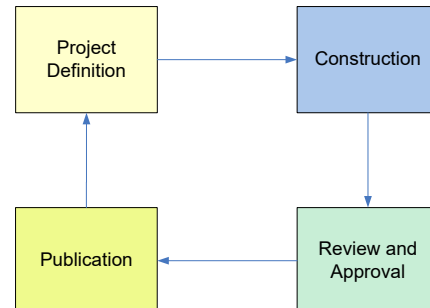 Project
Definition
Construction
Publication
Review and
Approval